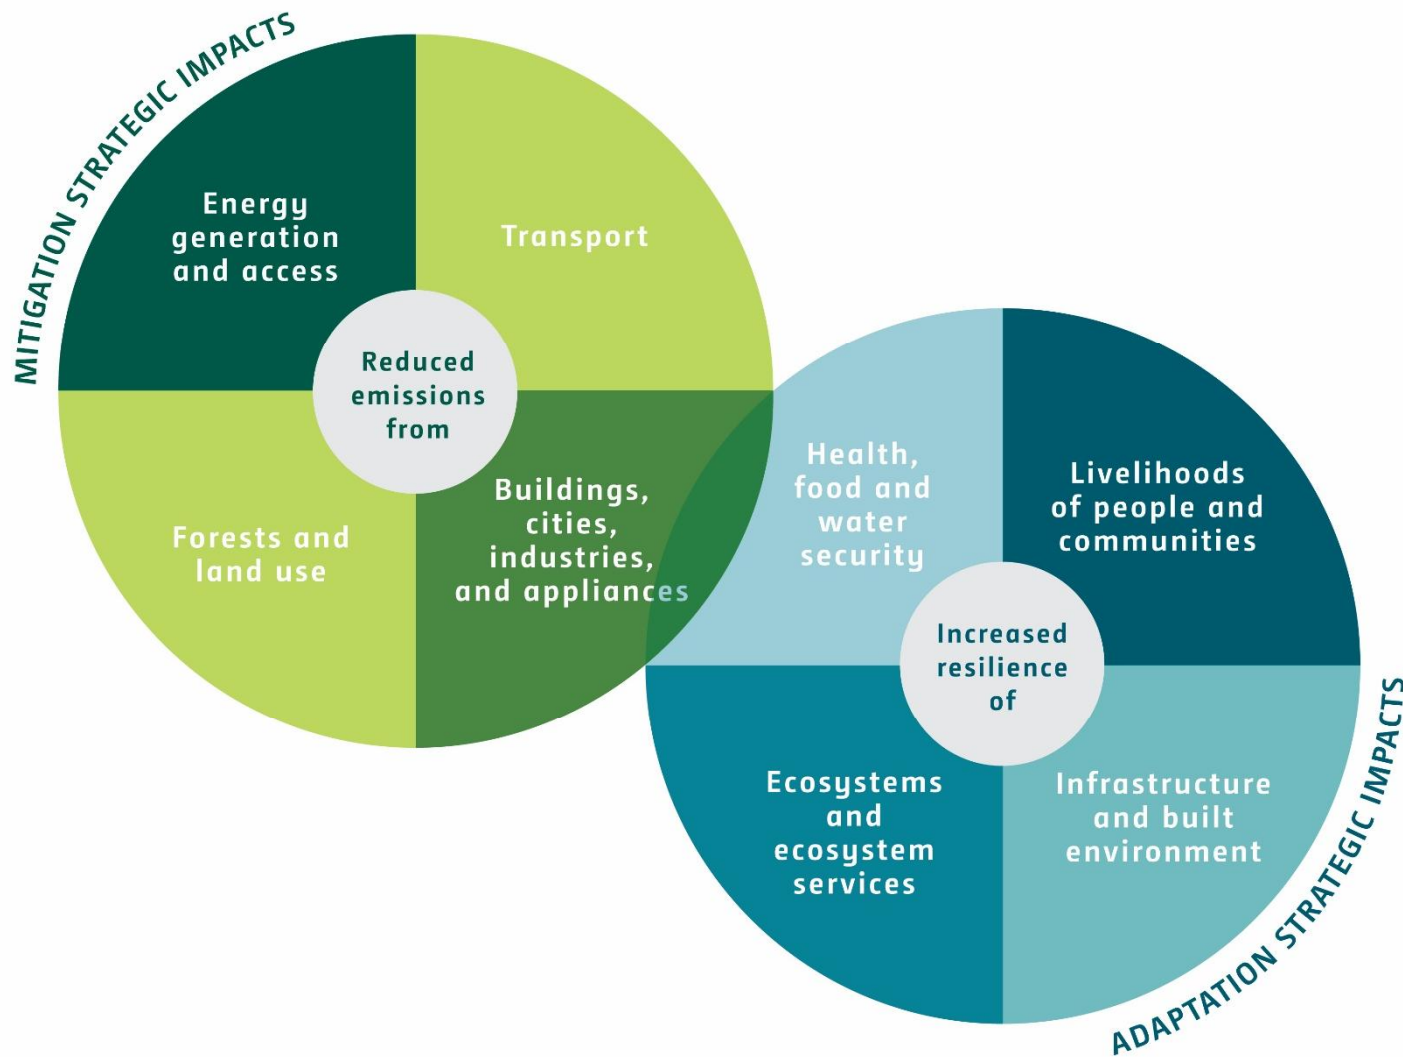 MITIGATION STRATEGIC IMPACTS
Energy
generation
and access
Transport
Reduced
emissions
from
Forests and
land use
Buildings,
cities,
industries,
and appliances
Health,
food and
water
security
Livelihoods
of people and
communities
Increased
resilience
of
Ecosystems
and
ecosystem
services
Infrastructure
and built
environment
ADAPTATION STRATEGIC IMPACTS